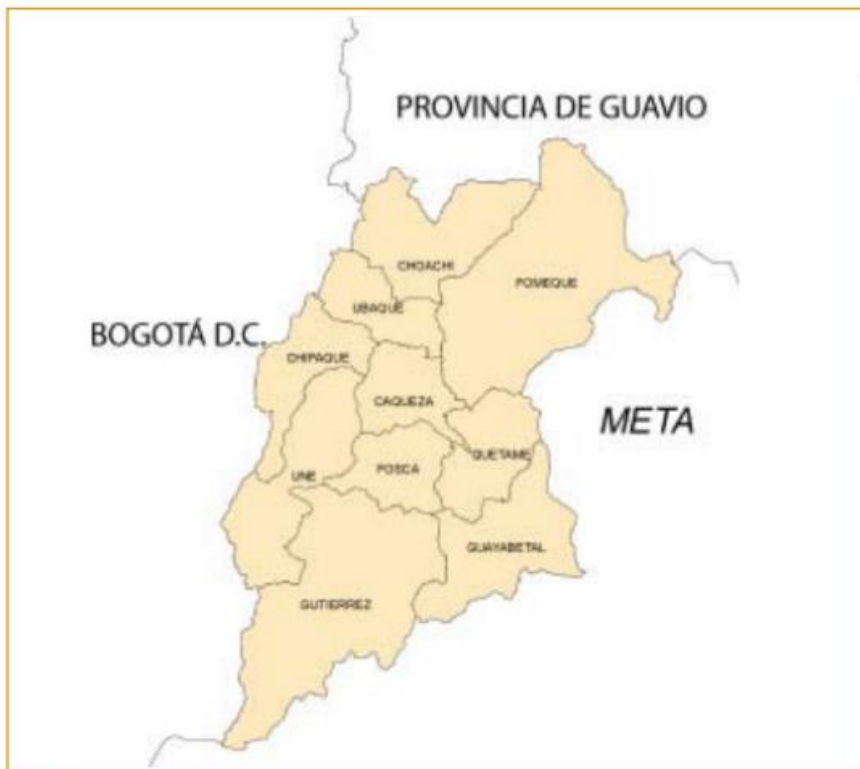 PROVINCIA DE GUAVIO
CHOACHI
FOMEQUE
UBAQUE
BOGOTÁ D.C.
CHIPAQUE
CAQUEZA
META
QUETAME
FOSCA
UNE
GUAYABETAL
GUTIERREZ